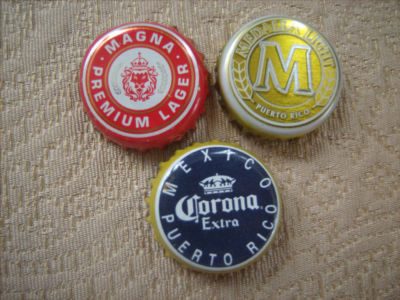 MAGNA
PREMIUM LAGER
MEDALLA LIGHT
M
PUERTO RICO
MEXICO
Corona
Extra
PUERTO RICO